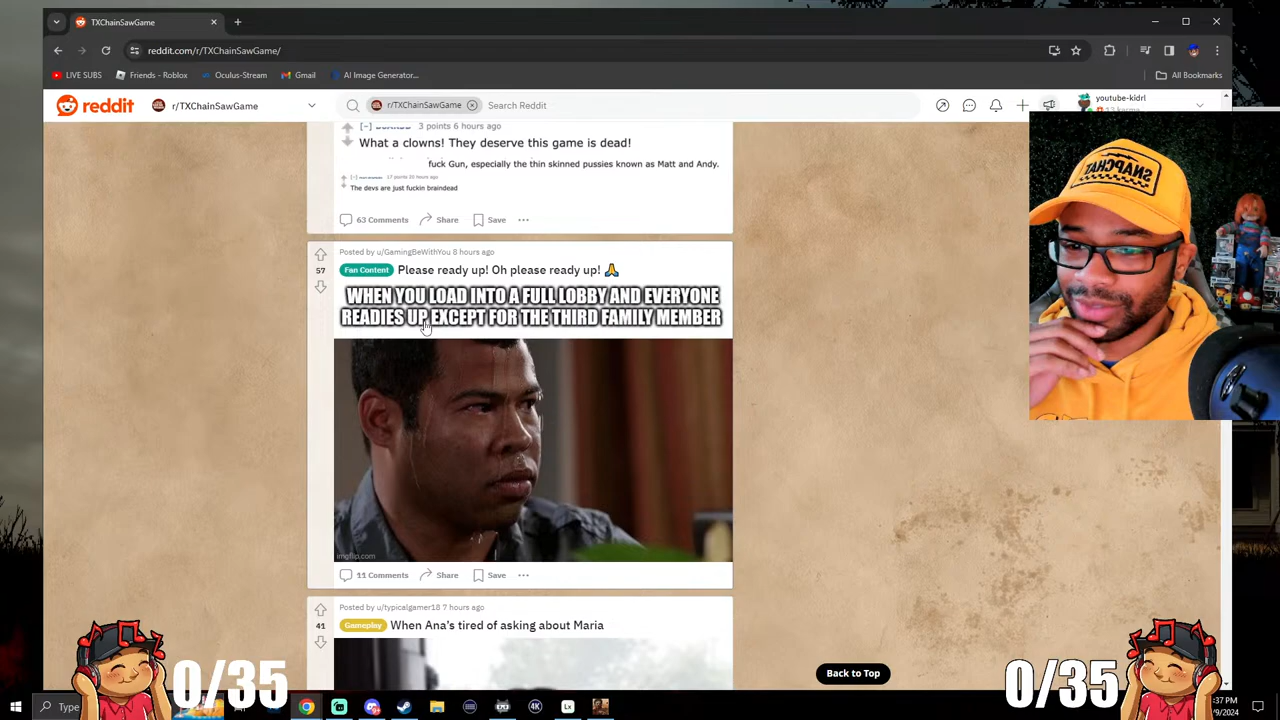 TXChainSawGame
reddit.com/r/TXChainSawGame/
LIVE SUBS
Friends - Roblox
Oculus-Stream
Gmail
AI Image Generator...
All Bookmarks
reddit
r/TXChainSawGame
r/TXChainSawGame
Search Reddit
youtube-kidrl
13 karma
3 points 6 hours ago
What a clowns! They deserve this game is dead!
fuck Gun, especially the thin skinned pussies known as Matt and Andy.
The devs are just fuckin braindead
63 Comments
Share
Save
Posted by u/GamingBeWithYou 8 hours ago
57
Fan Content
Please ready up! Oh please ready up! 🙏
WHEN YOU LOAD INTO A FULL LOBBY AND EVERYONE
READIES UP EXCEPT FOR THE THIRD FAMILY MEMBER
imgflip.com
11 Comments
Share
Save
Posted by u/typicalgamer18 7 hours ago
41
Gameplay
When Ana's tired of asking about Maria
Back to Top
SNAPCHAT
0/35
0/35
Type
:37 PM
/9/2024